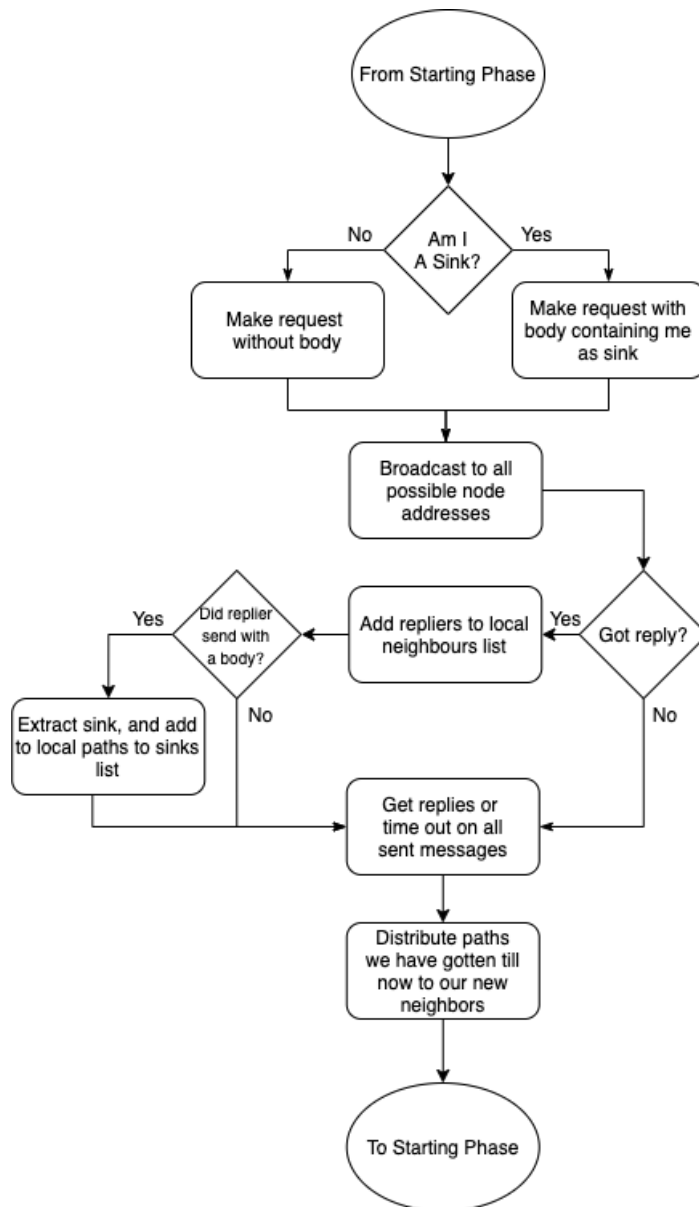 From Starting Phase
No
Am I
A Sink?
Yes
Make request
without body
Make request with
body containing me
as sink
Broadcast to all
possible node
addresses
Got reply?
Yes
Add repliers to local
neighbours list
Did replier
send with
a body?
Yes
Extract sink, and add
to local paths to sinks
list
No
No
Get replies or
time out on all
sent messages
Distribute paths
we have gotten till
now to our new
neighbors
To Starting Phase